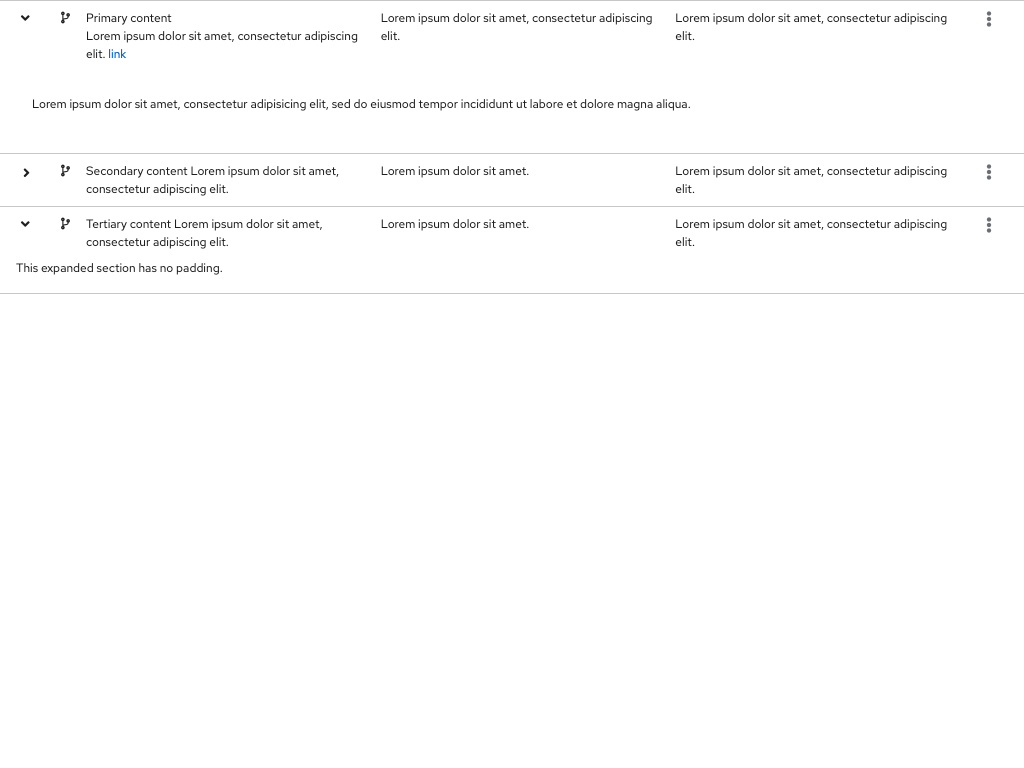 Primary content
Lorem ipsum dolor sit amet, consectetur adipiscing
elit. link
Lorem ipsum dolor sit amet, consectetur adipiscing
elit.
Lorem ipsum dolor sit amet, consectetur adipiscing
elit.
Lorem ipsum dolor sit amet, consectetur adipisicing elit, sed do eiusmod tempor incididunt ut labore et dolore magna aliqua.
Secondary content Lorem ipsum dolor sit amet,
consectetur adipiscing elit.
Lorem ipsum dolor sit amet.
Lorem ipsum dolor sit amet, consectetur adipiscing
elit.
Tertiary content Lorem ipsum dolor sit amet,
consectetur adipiscing elit.
Lorem ipsum dolor sit amet.
Lorem ipsum dolor sit amet, consectetur adipiscing
elit.
This expanded section has no padding.